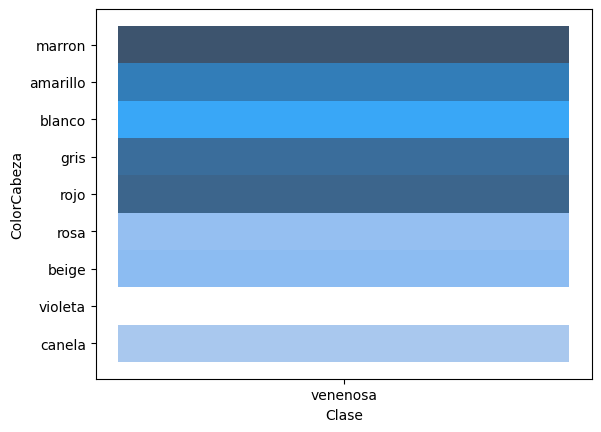 ColorCabeza
marron
amarillo
blanco
gris
rojo
rosa
beige
violeta
canela
venenosa
Clase